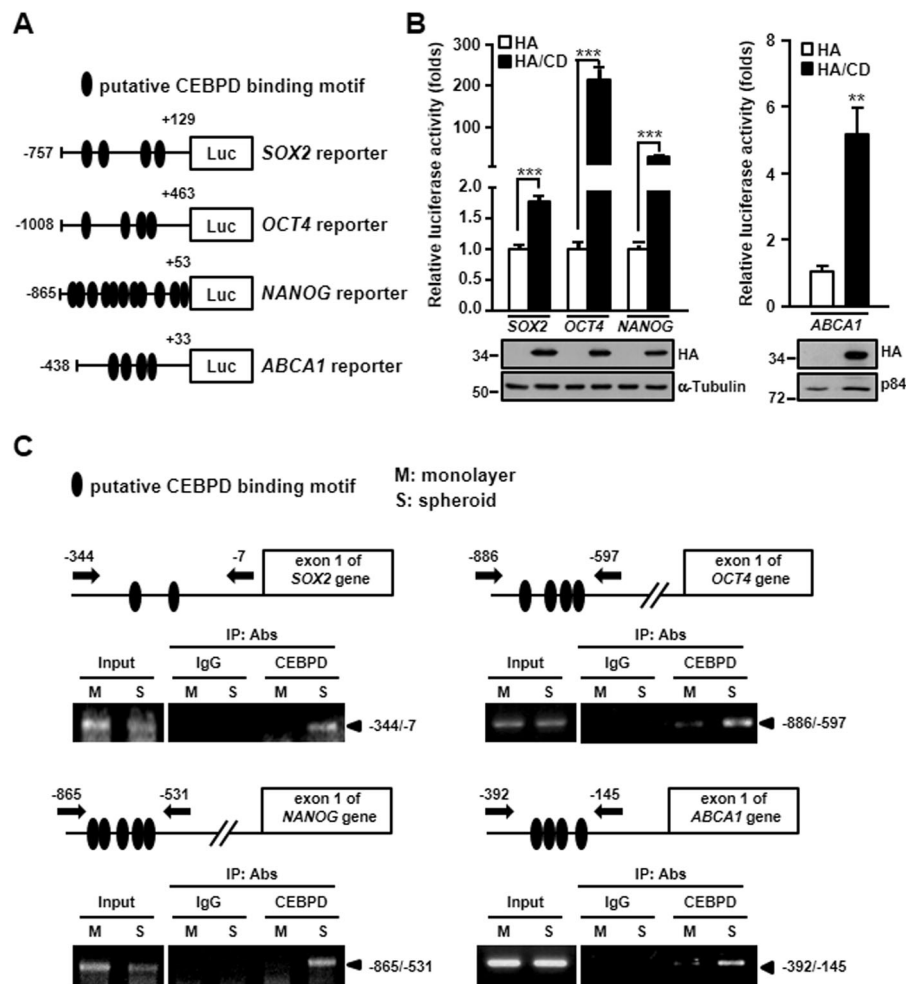 A
putative CEBPD binding motif
+129
-757
Luc
SOX2 reporter
+463
-1008
Luc
OCT4 reporter
+53
-865
Luc
NANOG reporter
+33
-438
Luc
ABCA1 reporter
B
Relative luciferase activity (folds)
300
200
100
2.0
1.5
1.0
0.5
0.0
HA
HA/CD
***
***
***
SOX2 OCT4 NANOG
34
HA
50
α-Tubulin
Relative luciferase activity (folds)
8
6
4
2
0
HA
HA/CD
**
ABCA1
34
HA
72
p84
C
putative CEBPD binding motif
M: monolayer
S: spheroid
-344
-7
exon 1 of
SOX2 gene
IP: Abs
Input IgG CEBPD
M S M S M S
-344/-7
-886
-597
exon 1 of
OCT4 gene
IP: Abs
Input IgG CEBPD
M S M S M S
-886/-597
-865
-531
exon 1 of
NANOG gene
IP: Abs
Input IgG CEBPD
M S M S M S
-865/-531
-392
-145
exon 1 of
ABCA1 gene
IP: Abs
Input IgG CEBPD
M S M S M S
-392/-145